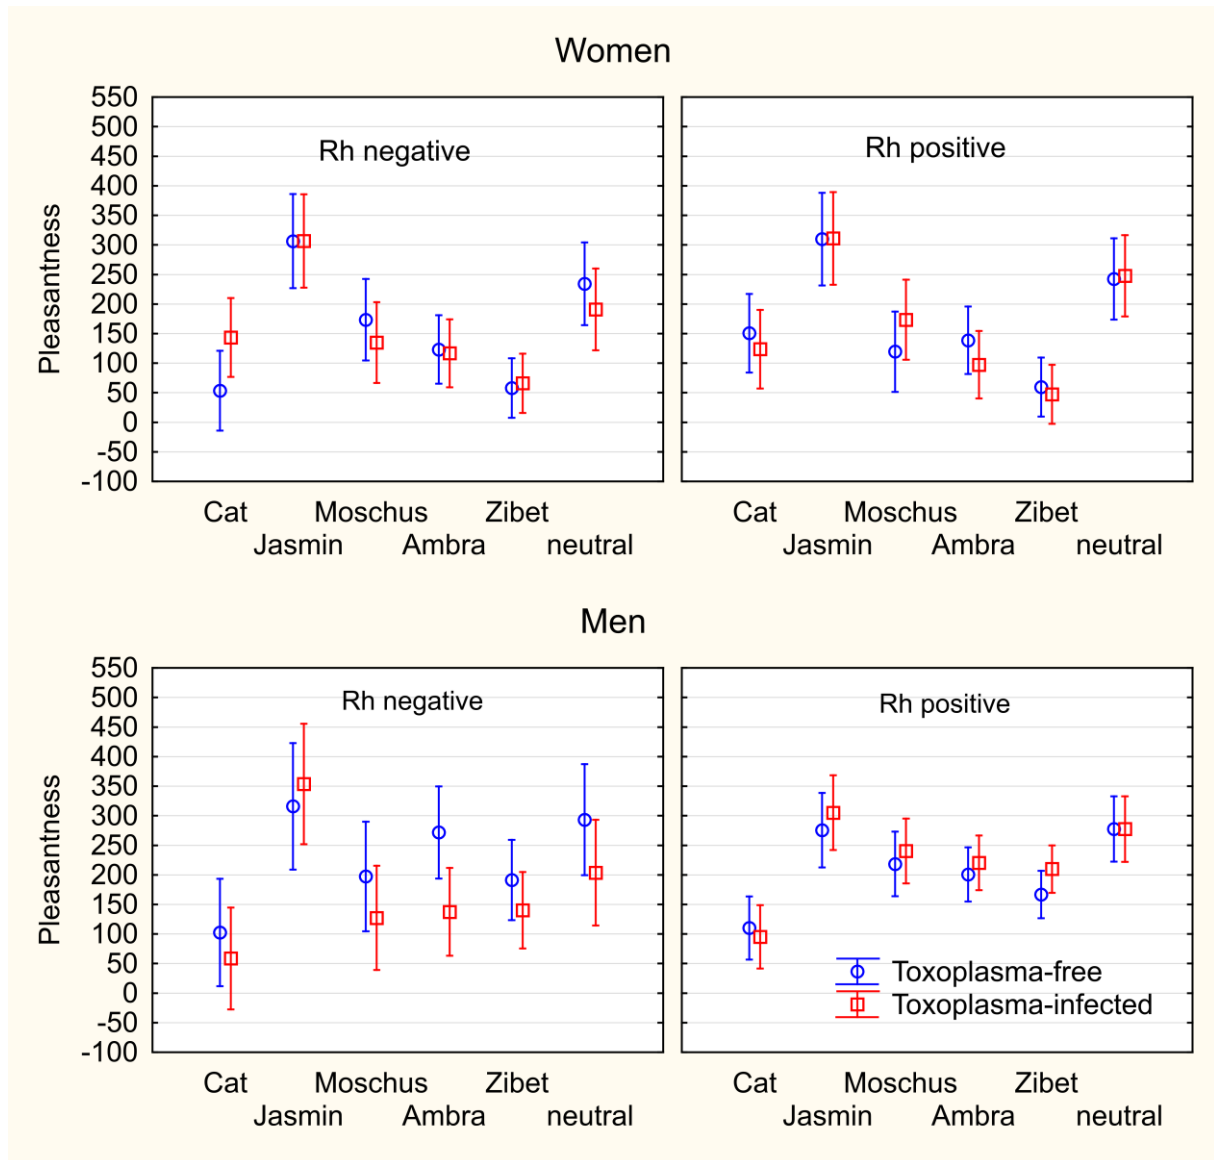 Women
Rh negative
Rh positive
Pleasantness
550
500
450
400
350
300
250
200
150
100
50
0
-50
-100
Cat Moschus Zibet
Jasmin Ambra neutral
Cat Moschus Zibet
Jasmin Ambra neutral
Men
Rh negative
Rh positive
Pleasantness
550
500
450
400
350
300
250
200
150
100
50
0
-50
-100
Toxoplasma-free
Toxoplasma-infected
Cat Moschus Zibet
Jasmin Ambra neutral
Cat Moschus Zibet
Jasmin Ambra neutral